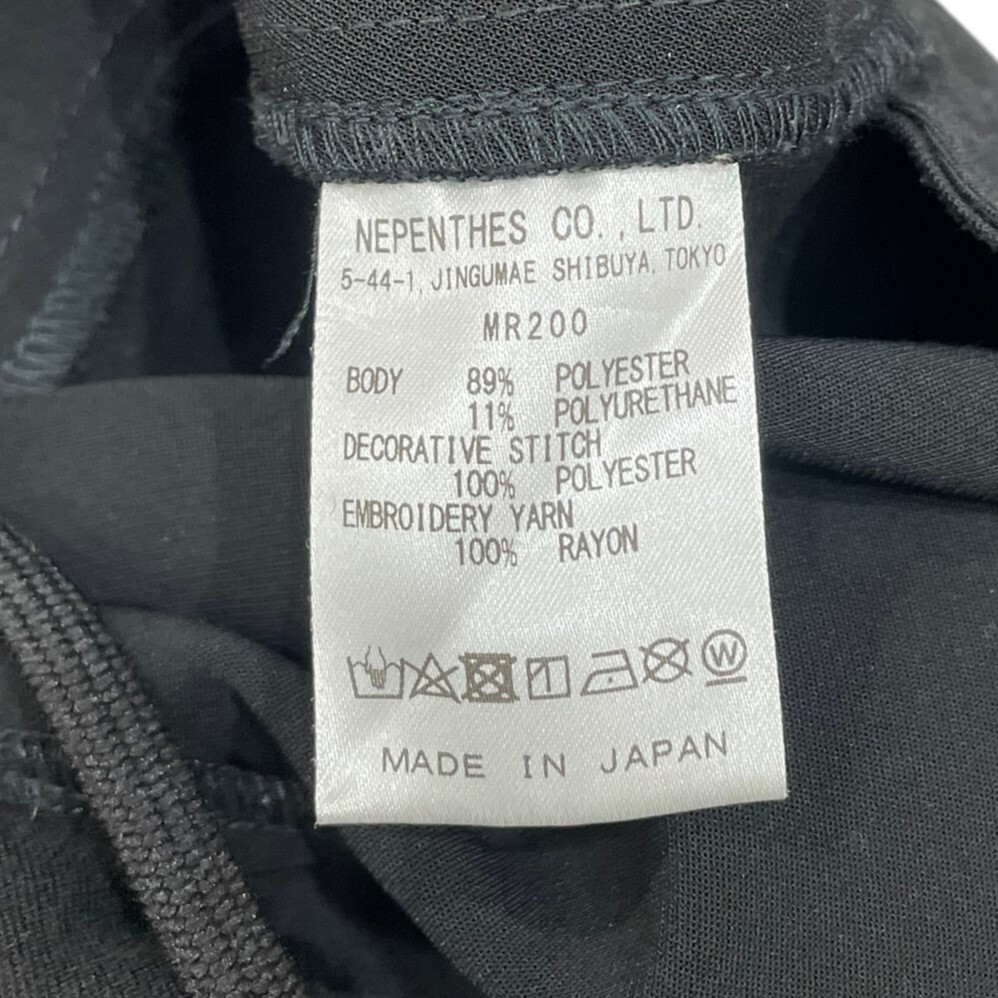 NEPENTHES CO., LTD.
5-44-1, JINGUMAE SHIBUYA, TOKYO
MR200
BODY 89% POLYESTER
11% POLYURETHANE
DECORATIVE STITCH
100% POLYESTER
EMBROIDERY YARN
100% RAYON
W
MADE IN JAPAN